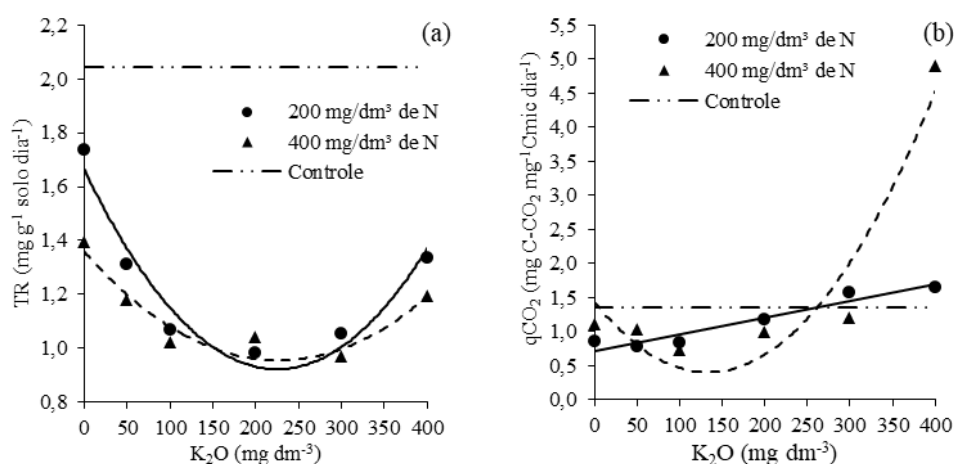 (a)
TR (mg g⁻¹ solo dia⁻¹)
2,2
2,0
1,8
1,6
1,4
1,2
1,0
0,8
200 mg/dm³ de N
400 mg/dm³ de N
Controle
0 50 100 150 200 250 300 350 400
K₂O (mg dm⁻³)
(b)
qCO₂ (mg C-CO₂ mg⁻¹Cmic dia⁻¹)
5,5
5,0
4,5
4,0
3,5
3,0
2,5
2,0
1,5
1,0
0,5
0,0
200 mg/dm³ de N
400 mg/dm³ de N
Controle
0 50 100 150 200 250 300 350 400
K₂O (mg dm⁻³)